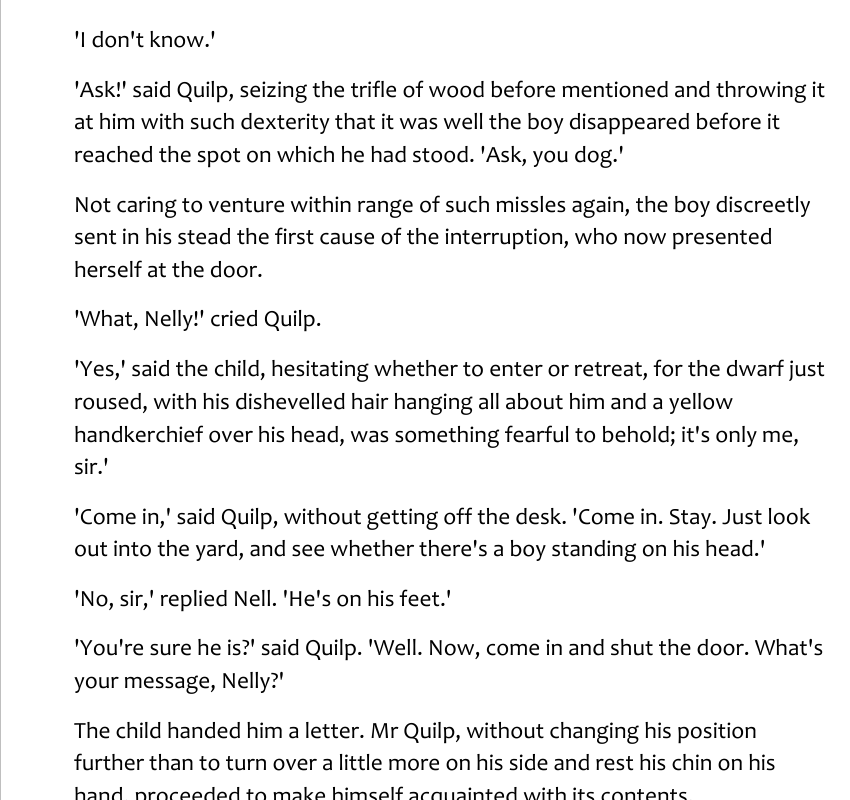 'I don't know.'
'Ask!' said Quilp, seizing the trifle of wood before mentioned and throwing it
at him with such dexterity that it was well the boy disappeared before it
reached the spot on which he had stood. 'Ask, you dog.'
Not caring to venture within range of such missles again, the boy discreetly
sent in his stead the first cause of the interruption, who now presented
herself at the door.
'What, Nelly!' cried Quilp.
'Yes,' said the child, hesitating whether to enter or retreat, for the dwarf just
roused, with his dishevelled hair hanging all about him and a yellow
handkerchief over his head, was something fearful to behold; it's only me,
sir.'
'Come in,' said Quilp, without getting off the desk. 'Come in. Stay. Just look
out into the yard, and see whether there's a boy standing on his head.'
'No, sir,' replied Nell. 'He's on his feet.'
'You're sure he is?' said Quilp. 'Well. Now, come in and shut the door. What's
your message, Nelly?'
The child handed him a letter. Mr Quilp, without changing his position
further than to turn over a little more on his side and rest his chin on his
hand, proceeded to make himself acquainted with its contents.